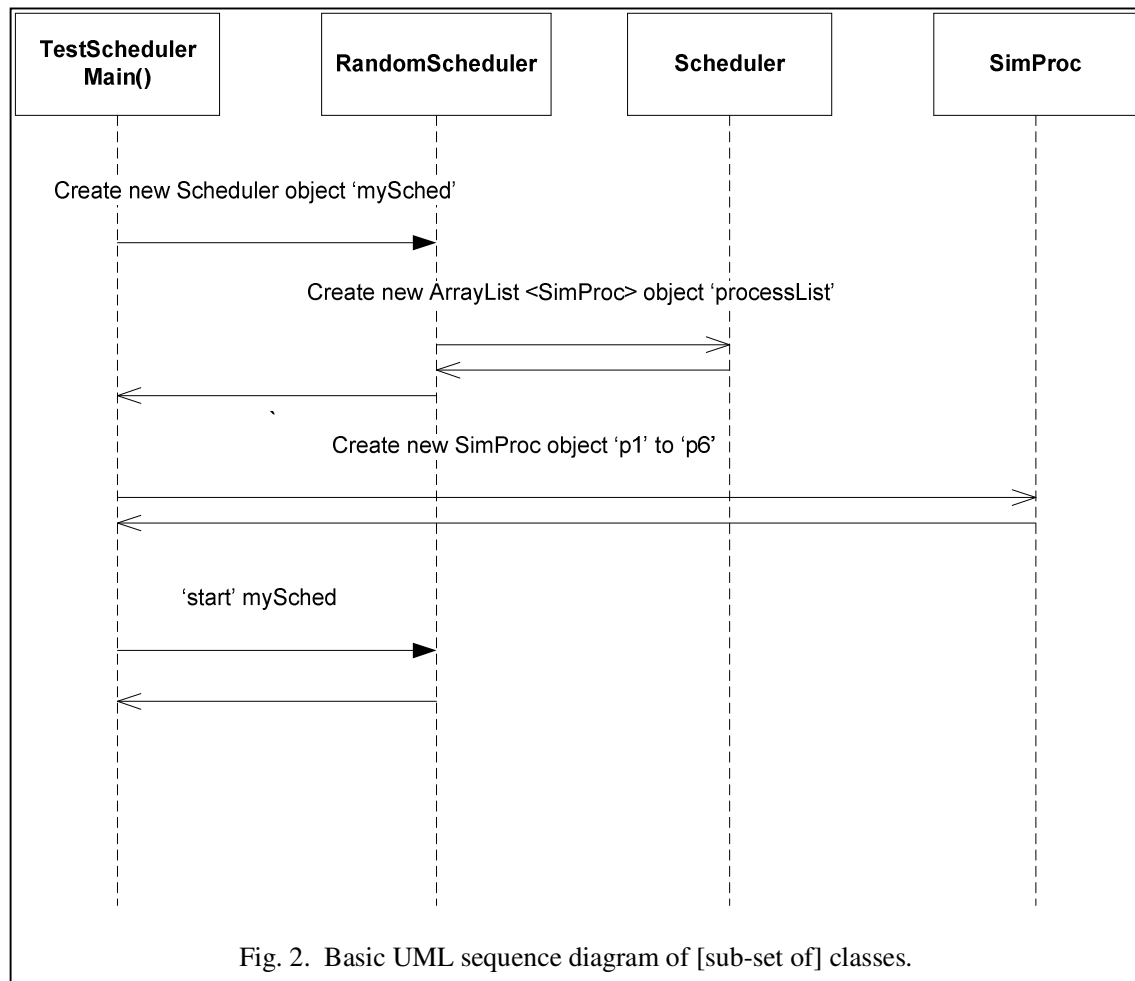 TestScheduler
Main()
RandomScheduler
Scheduler
SimProc
Create new Scheduler object ‘mySched’
Create new ArrayList <SimProc> object ‘processList’
`
Create new SimProc object ‘p1’ to ‘p6’
‘start’ mySched
Fig. 2. Basic UML sequence diagram of [sub-set of] classes.